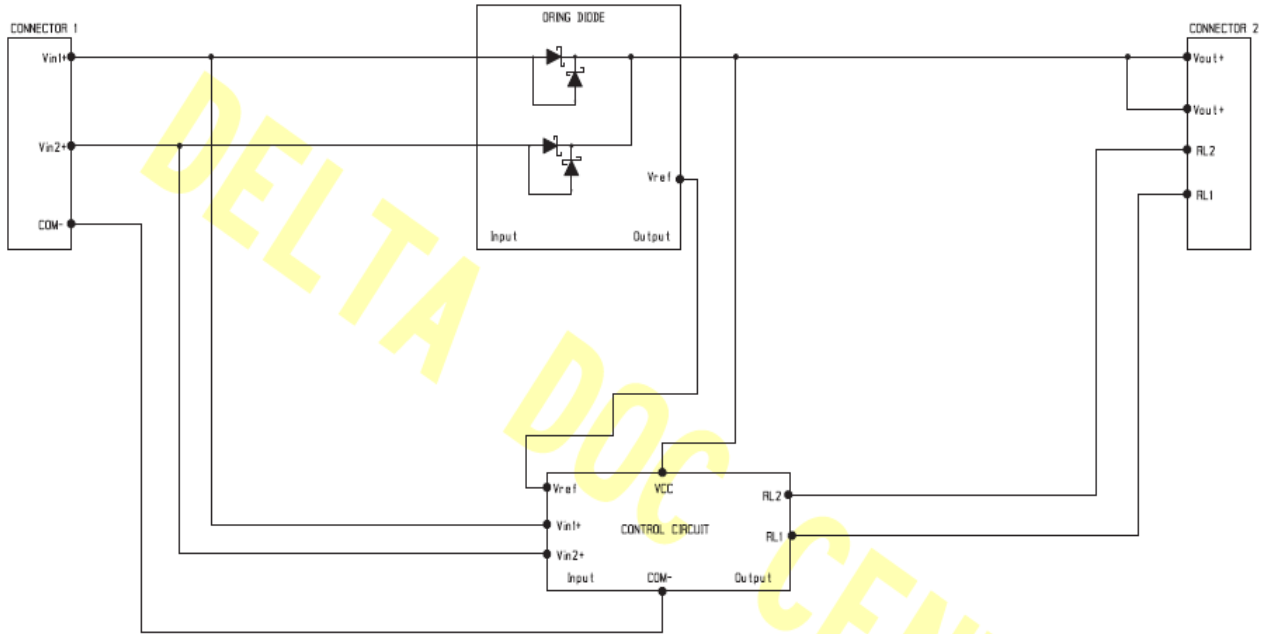 ORING DIODE
CONNECTOR 1
CONNECTOR 2
Vin1+
Vout+
Vout+
Vin2+
RL2
Vref
RL1
COM-
Input
Output
DELTA DOC CEN
Vref
VCC
RL2
Vin1+
CONTROL CIRCUIT
RL1
Vin2+
Input
COM-
Output